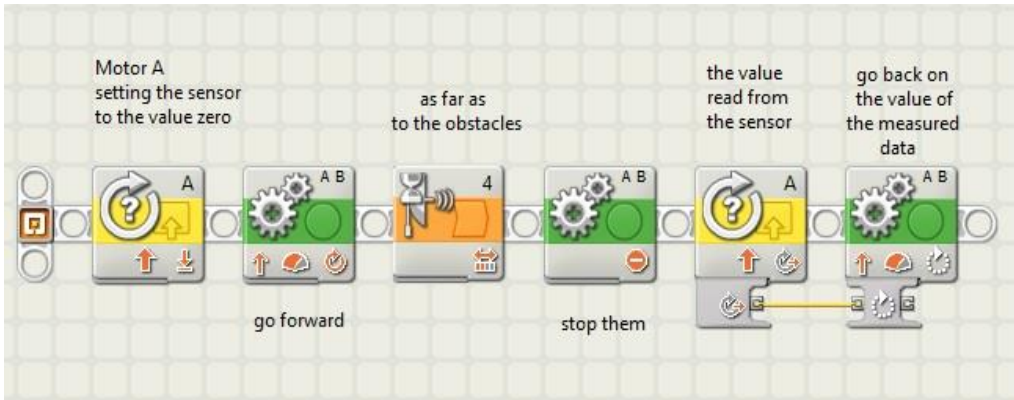 Motor A
setting the sensor
to the value zero
as far as
to the obstacles
the value
read from
the sensor
go back on
the value of
the measured
data
A
A B
4
A B
A
A B
go forward
stop them